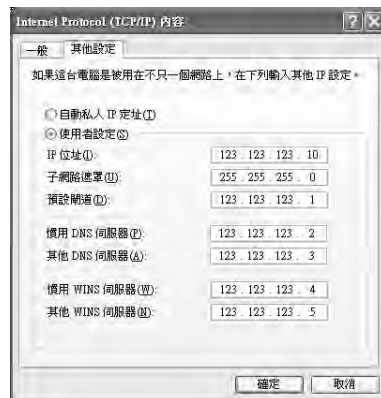 Internet Protocol (TCP/IP) 內容
一般 其他設定
如果這台電腦是被用在不只一個網路上，在下列輸入其他 IP 設定。
自動私人 IP 定址(T)
使用者設定(S)
IP 位址(I): 123 . 123 . 123 . 10
子網路遮罩(U): 255 . 255 . 255 . 0
預設閘道(D): 123 . 123 . 123 . 1
慣用 DNS 伺服器(P): 123 . 123 . 123 . 2
其他 DNS 伺服器(A): 123 . 123 . 123 . 3
慣用 WINS 伺服器(W): 123 . 123 . 123 . 4
其他 WINS 伺服器(N): 123 . 123 . 123 . 5
確定 取消